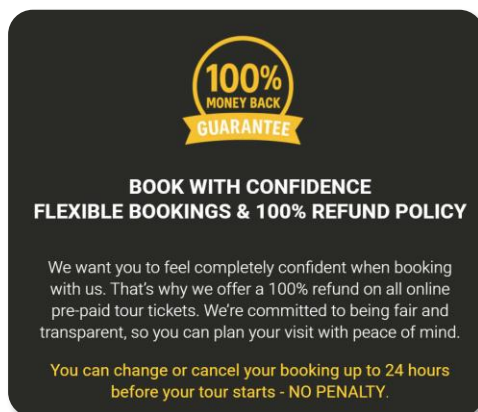 100%
MONEY BACK
GUARANTEE
BOOK WITH CONFIDENCE
FLEXIBLE BOOKINGS & 100% REFUND POLICY
We want you to feel completely confident when booking
with us. That’s why we offer a 100% refund on all online
pre-paid tour tickets. We’re committed to being fair and
transparent, so you can plan your visit with peace of mind.
You can change or cancel your booking up to 24 hours
before your tour starts - NO PENALTY.